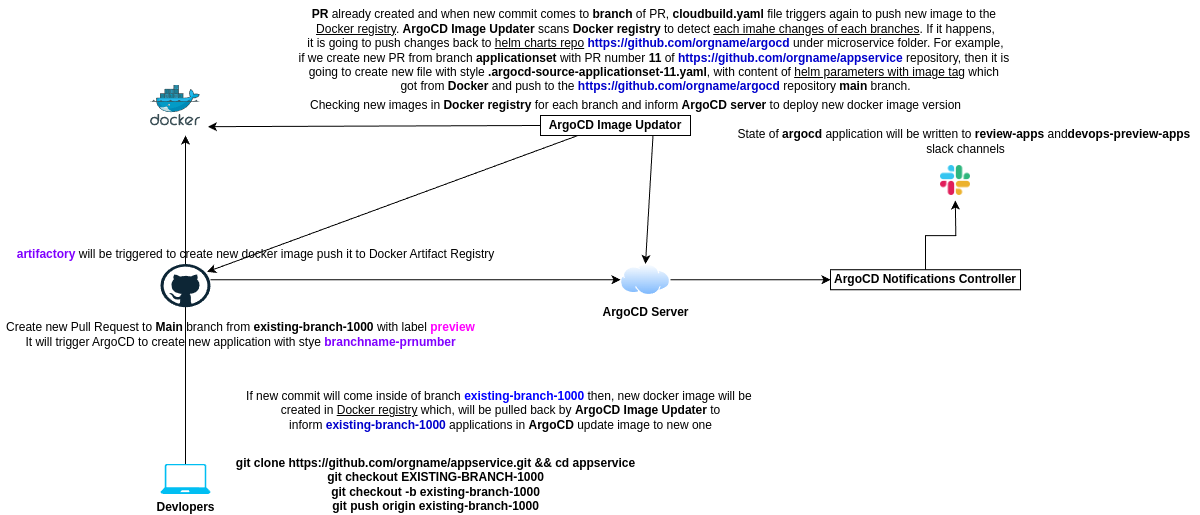 PR already created and when new commit comes to branch of PR, cloudbuild.yaml file triggers again to push new image to the
Docker registry. ArgoCD Image Updater scans Docker registry to detect each imahe changes of each branches. If it happens,
it is going to push changes back to helm charts repo https://github.com/orgname/argocd under microservice folder. For example,
if we create new PR from branch applicationset with PR number 11 of https://github.com/orgname/appservice repository, then it is
going to create new file with style .argocd-source-applicationset-11.yaml, with content of helm parameters with image tag which
got from Docker and push to the https://github.com/orgname/argocd repository main branch.
Checking new images in Docker registry for each branch and inform ArgoCD server to deploy new docker image version
docker
ArgoCD Image Updator
State of argocd application will be written to review-apps anddevops-preview-apps
slack channels
artifactory will be triggered to create new docker image push it to Docker Artifact Registry
ArgoCD Notifications Controller
ArgoCD Server
Create new Pull Request to Main branch from existing-branch-1000 with label preview
It will trigger ArgoCD to create new application with stye branchname-prnumber
If new commit will come inside of branch existing-branch-1000 then, new docker image will be
created in Docker registry which, will be pulled back by ArgoCD Image Updater to
inform existing-branch-1000 applications in ArgoCD update image to new one
git clone https://github.com/orgname/appservice.git && cd appservice
git checkout EXISTING-BRANCH-1000
git checkout -b existing-branch-1000
git push origin existing-branch-1000
Devlopers